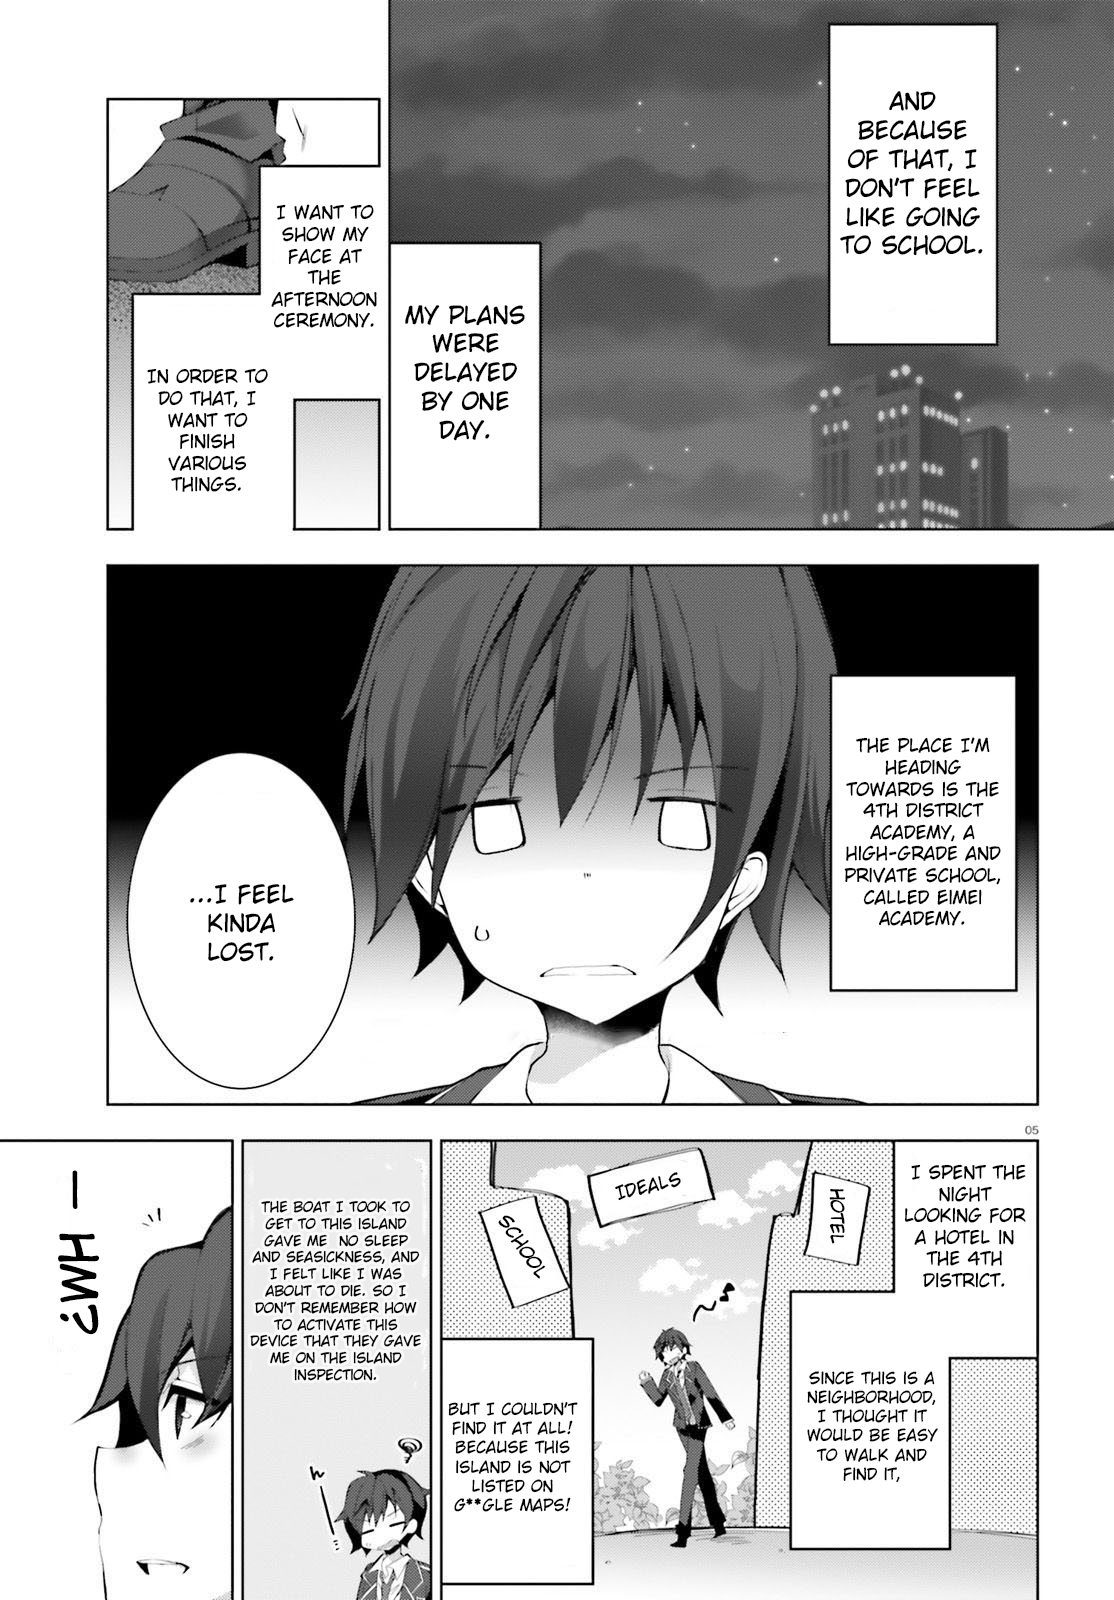 AND
BECAUSE
OF THAT, I
DON'T FEEL
LIKE GOING
TO SCHOOL.
MY PLANS
WERE
DELAYED
BY ONE
DAY.
I WANT TO
SHOW MY
FACE AT
THE
AFTERNOON
CEREMONY.
IN ORDER TO
DO THAT, I
WANT TO
FINISH
VARIOUS
THINGS.
THE PLACE I'M
HEADING
TOWARDS IS THE
4TH DISTRICT
ACADEMY, A
HIGH-GRADE AND
PRIVATE SCHOOL,
CALLED EIMEI
ACADEMY.
...I FEEL
KINDA
LOST.
05
I SPENT THE
NIGHT
LOOKING FOR
A HOTEL IN
THE 4TH
DISTRICT.
HOTEL
IDEALS
SCHOOL
SINCE THIS IS A
NEIGHBORHOOD,
I THOUGHT IT
WOULD BE EASY
TO WALK AND
FIND IT,
BUT I COULDN'T
FIND IT AT ALL!
BECAUSE THIS
ISLAND IS NOT
LISTED ON
G**GLE MAPS!
THE BOAT I TOOK TO
GET TO THIS ISLAND
GAVE ME NO SLEEP
AND SEASICKNESS, AND
I FELT LIKE I WAS
ABOUT TO DIE. SO I
DON'T REMEMBER HOW
TO ACTIVATE THIS
DEVICE THAT THEY GAVE
ME ON THE ISLAND
INSPECTION.
¿WH—